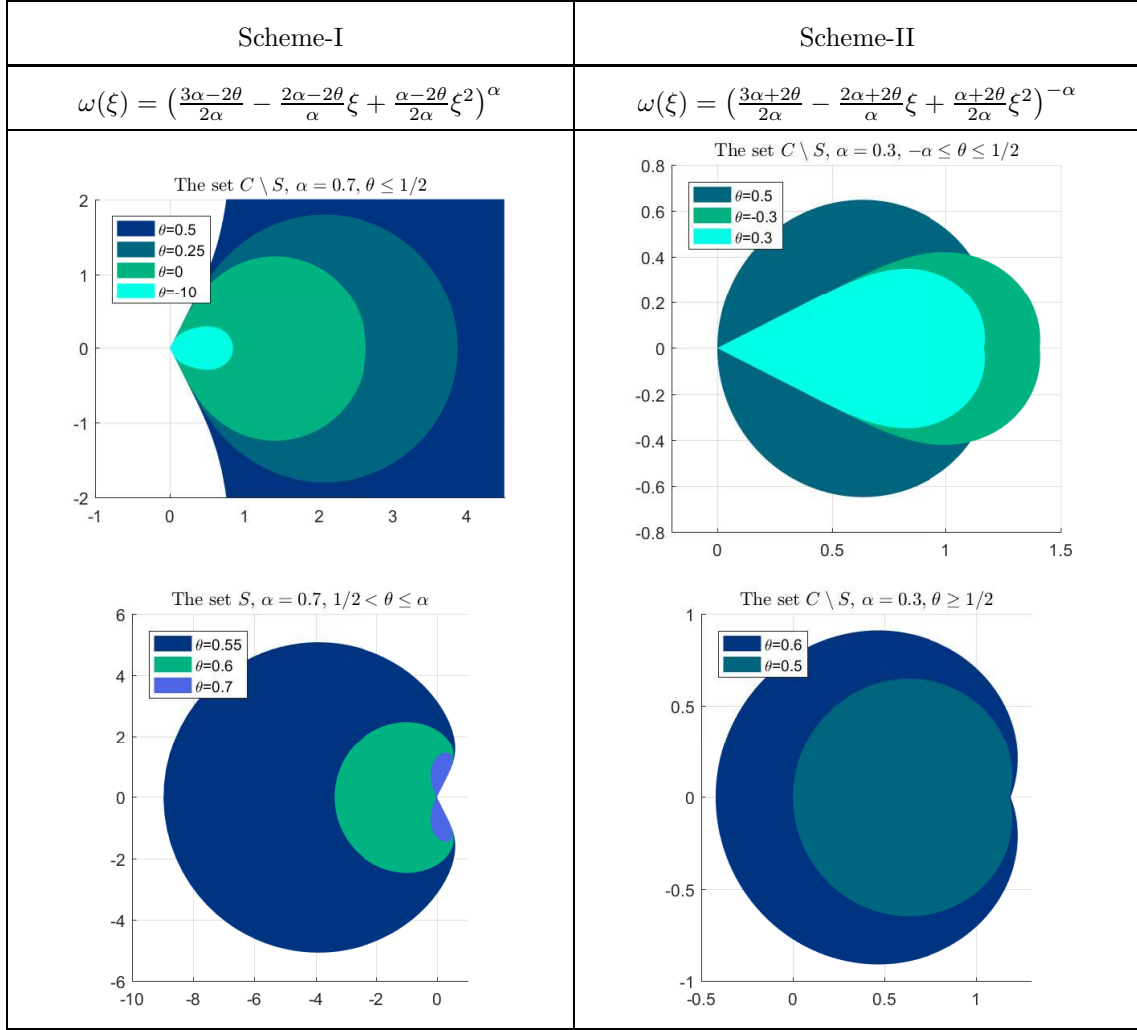 Scheme-I
Scheme-II
ω(ξ) = (\frac{3α−2θ}{2α} − \frac{2α−2θ}{α}ξ + \frac{α−2θ}{2α}ξ²)^α
ω(ξ) = (\frac{3α+2θ}{2α} − \frac{2α+2θ}{α}ξ + \frac{α+2θ}{2α}ξ²)^{−α}
The set C \ S, α = 0.7, θ ≤ 1/2
θ=0.5
θ=0.25
θ=0
θ=-10
2
1
0
-1
-2
-1 0 1 2 3 4
The set C \ S, α = 0.3, −α ≤ θ ≤ 1/2
θ=0.5
θ=-0.3
θ=0.3
0.8
0.6
0.4
0.2
0
-0.2
-0.4
-0.6
-0.8
0 0.5 1 1.5
The set S, α = 0.7, 1/2 < θ ≤ α
θ=0.55
θ=0.6
θ=0.7
6
4
2
0
-2
-4
-6
-10 -8 -6 -4 -2 0
The set C \ S, α = 0.3, θ ≥ 1/2
θ=0.6
θ=0.5
1
0.5
0
-0.5
-1
-0.5 0 0.5 1